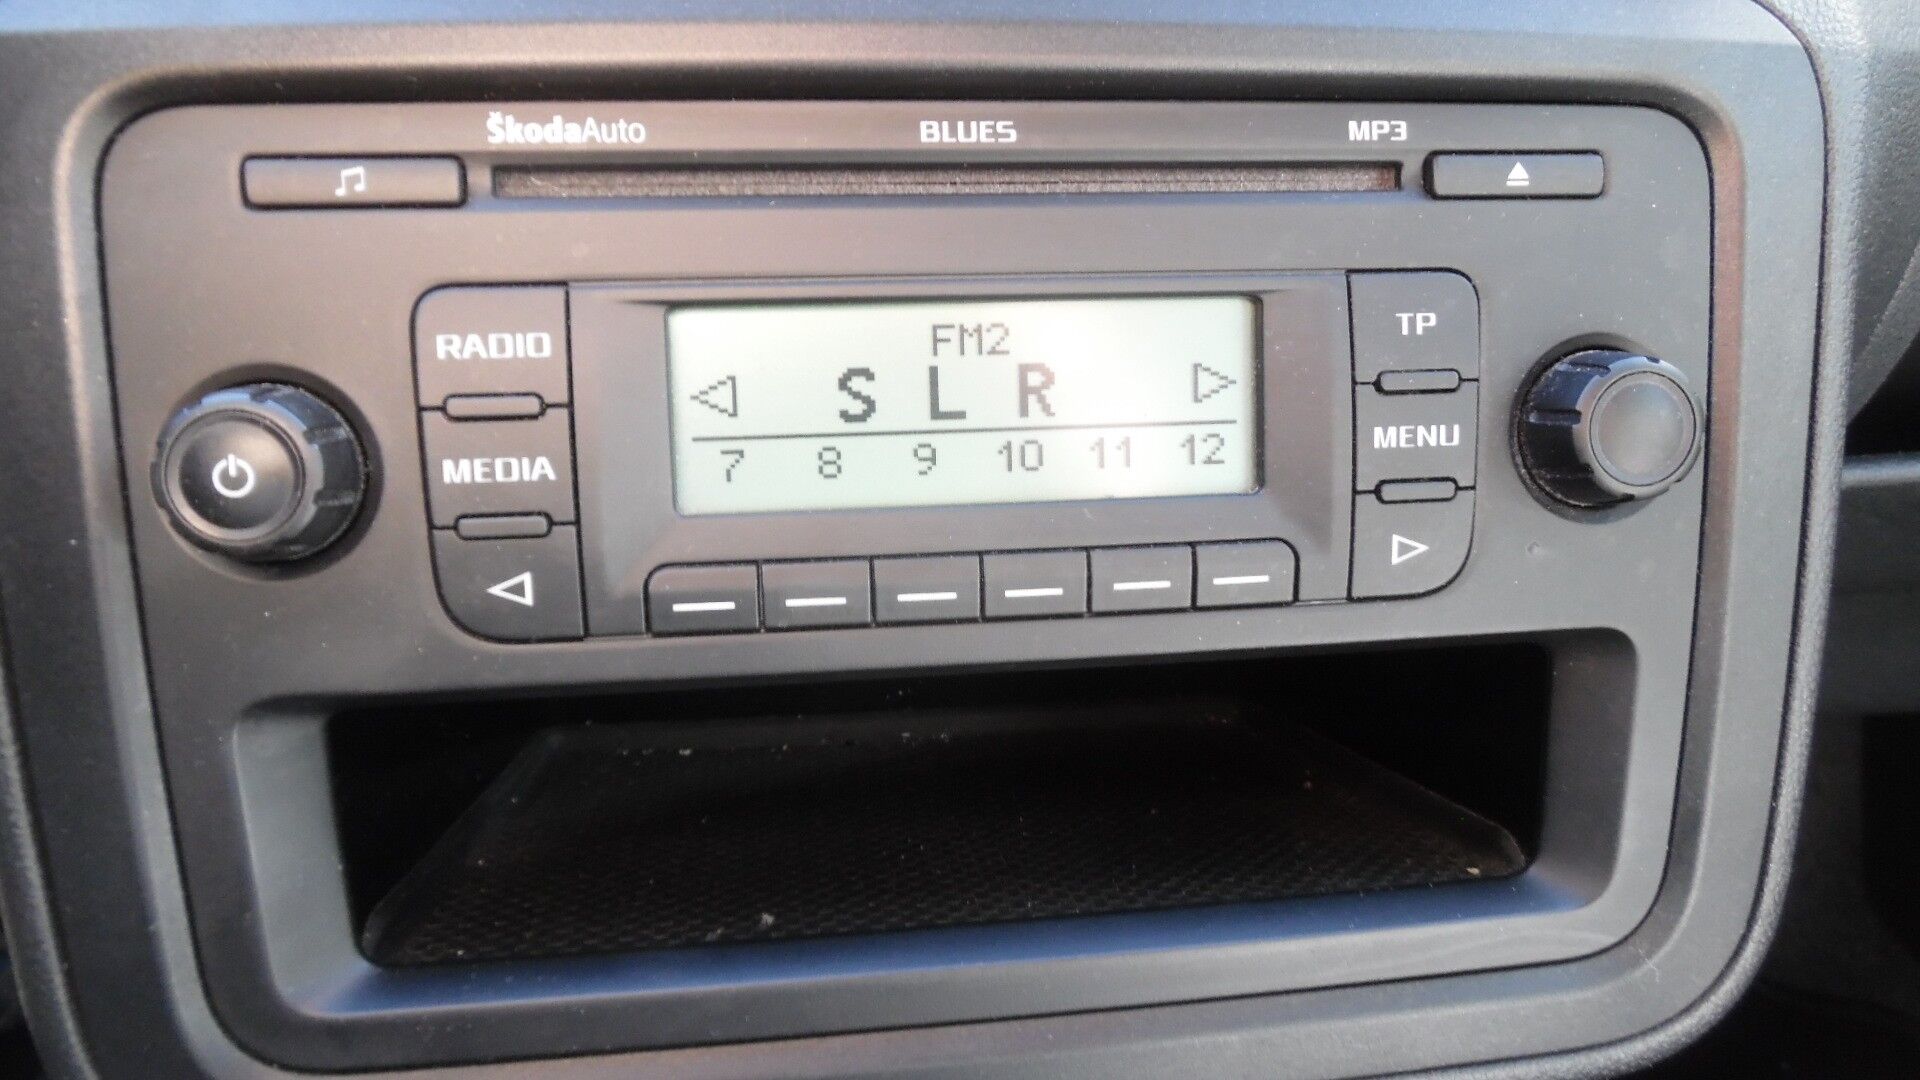 ŠkodaAuto BLUES MP3
RADIO FM2 TP
S L R
MEDIA 7 8 9 10 11 12 MENU